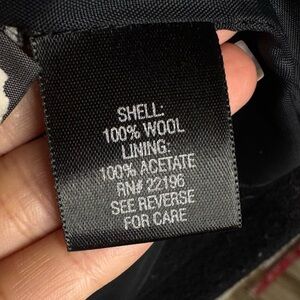 SHELL:
100% WOOL
LINING:
100% ACETATE
RN# 22196
SEE REVERSE
FOR CARE